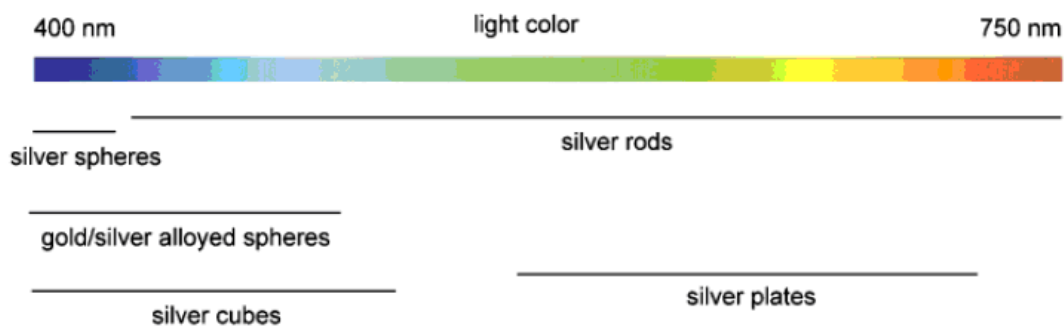 400 nm light color 750 nm
silver rods
silver spheres
gold/silver alloyed spheres
silver plates
silver cubes